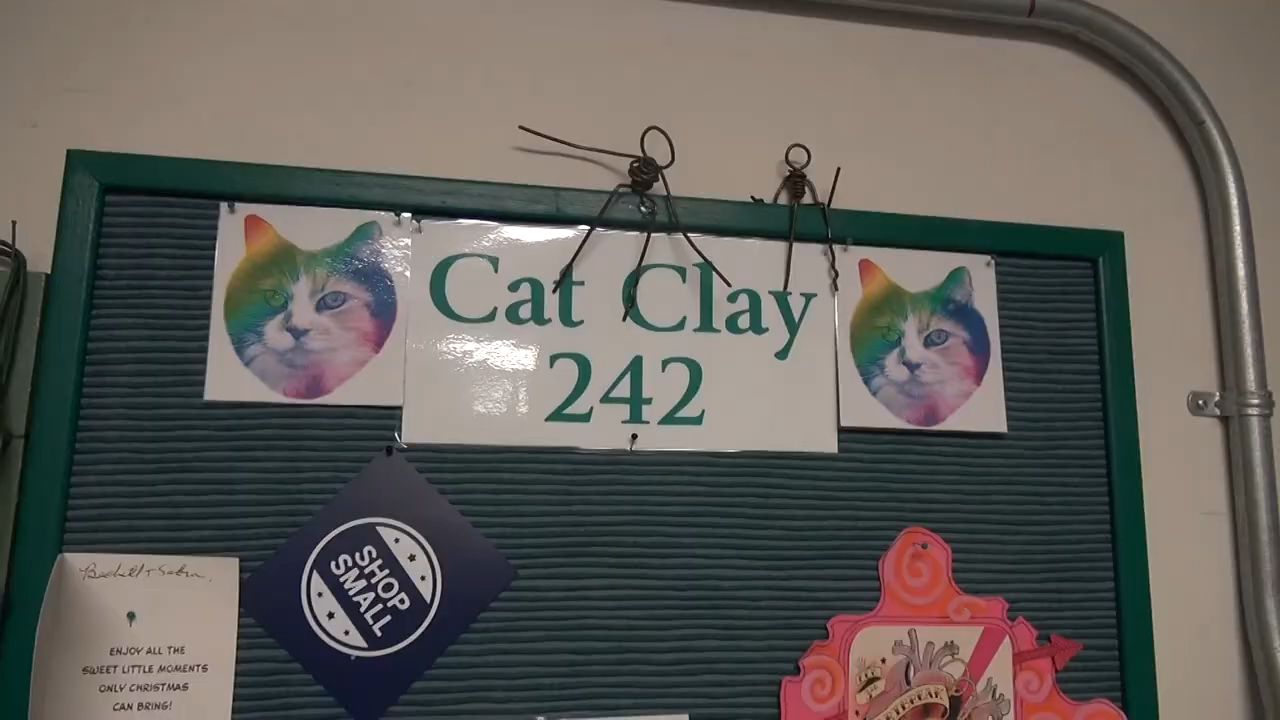 Cat Clay
242
SHOP
SMALL
ENJOY ALL THE
SWEET LITTLE MOMENTS
ONLY CHRISTMAS
CAN BRING!